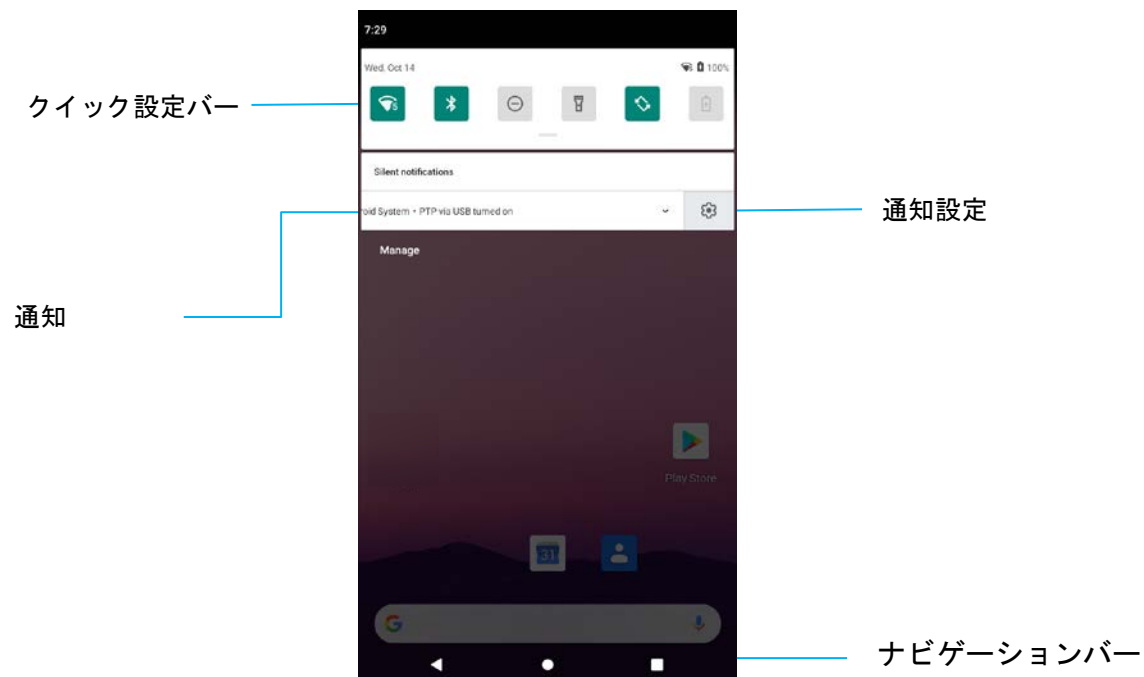 7:29
Wed, Oct 14
100%
クイック設定バー
Silent notifications
oid System • PTP via USB turned on
通知設定
Manage
通知
Play Store
31
ナビゲーションバー